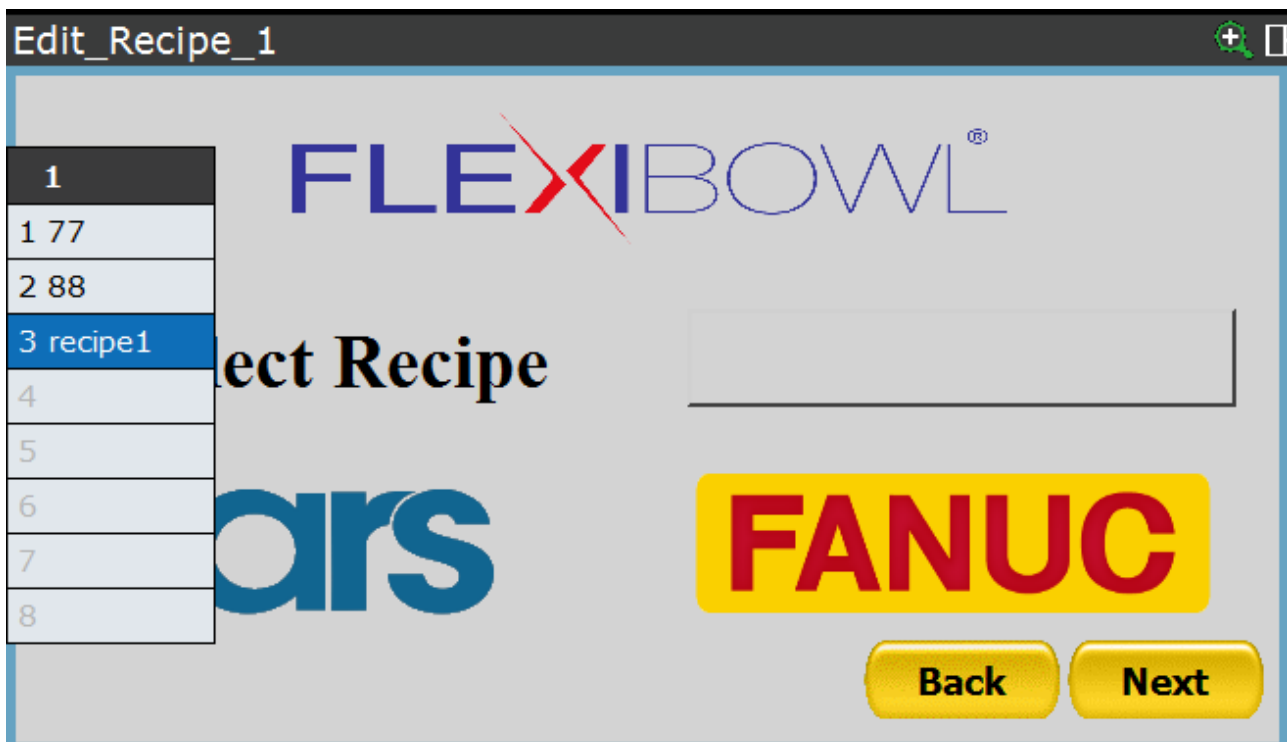 Edit_Recipe_1
FLEXIBOWL®
1
1 77
2 88
3 recipe1
lect Recipe
4
5
6
7
8
ars
FANUC
Back
Next